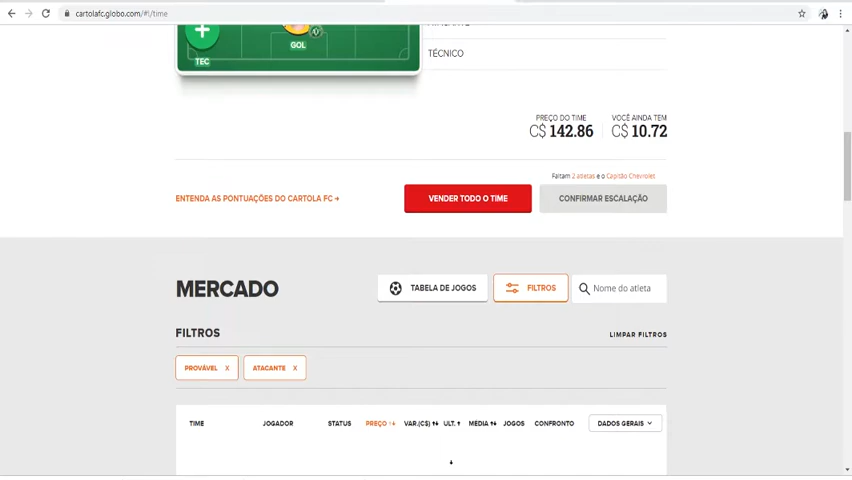 cartolafc.globo.com/#!/time
GOL
TEC
TÉCNICO
PREÇO DO TIME
C$ 142.86
VOCÊ AINDA TEM
C$ 10.72
Faltam 2 atletas e o Capitão Chevrolet
ENTENDA AS PONTUAÇÕES DO CARTOLA FC
VENDER TODO O TIME
CONFIRMAR ESCALAÇÃO
MERCADO
TABELA DE JOGOS
FILTROS
Nome do atleta
FILTROS
LIMPAR FILTROS
PROVÁVEL X
ATACANTE X
TIME JOGADOR STATUS PREÇO VAR.(C$) ULT. MÉDIA JOGOS CONFRONTO DADOS GERAIS